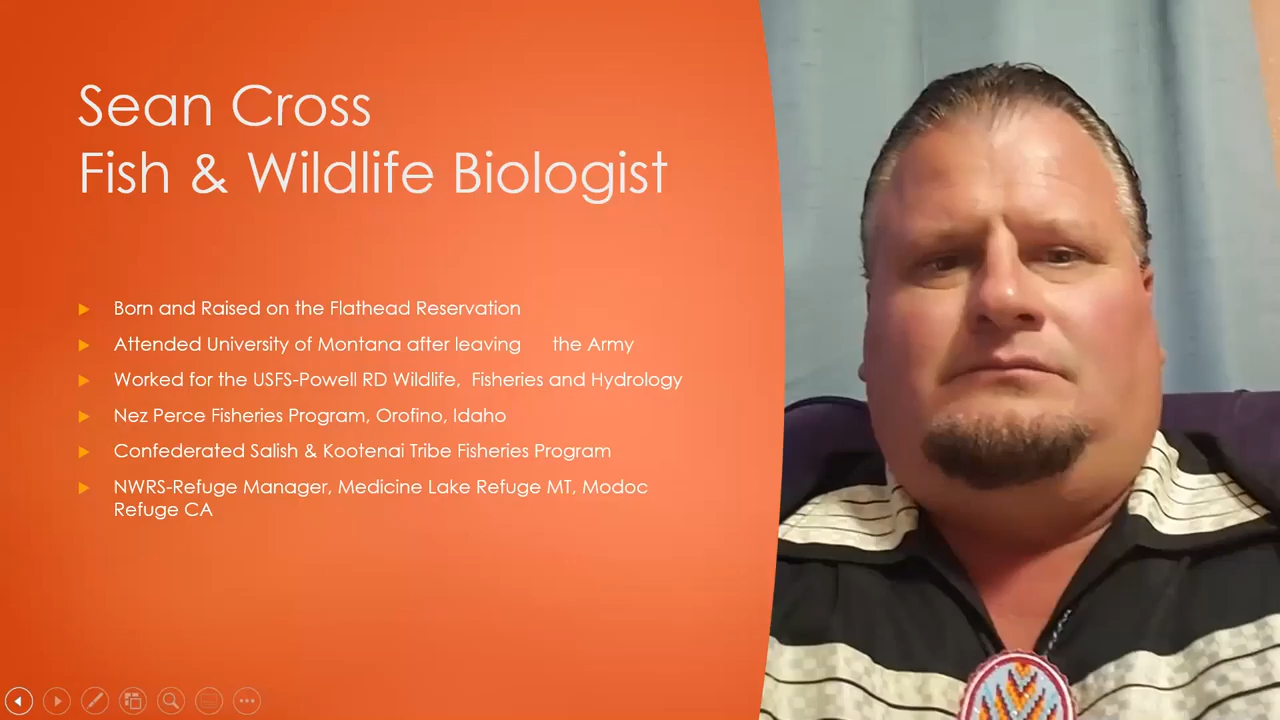 Sean Cross
Fish & Wildlife Biologist
Born and Raised on the Flathead Reservation
Attended University of Montana after leaving the Army
Worked for the USFS-Powell RD Wildlife, Fisheries and Hydrology
Nez Perce Fisheries Program, Orofino, Idaho
Confederated Salish & Kootenai Tribe Fisheries Program
NWRS-Refuge Manager, Medicine Lake Refuge MT, Modoc
Refuge CA